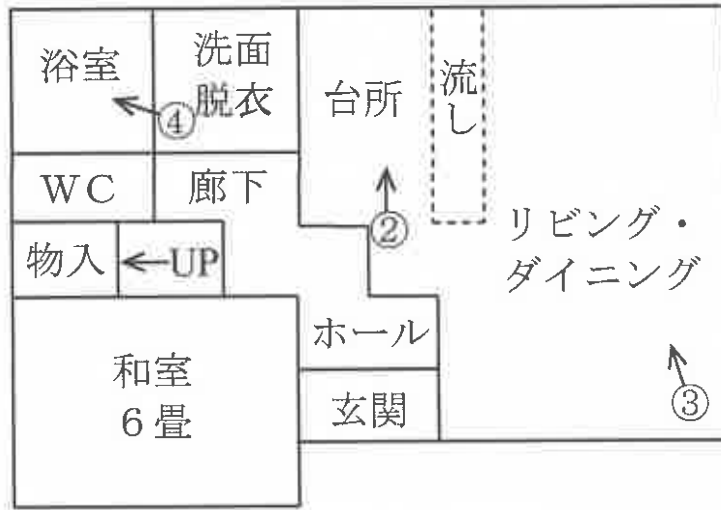 浴室
洗面
脱衣
台所
流し
④
WC
廊下
②
物入
UP
リビング・
ダイニング
ホール
和室
6畳
玄関
③